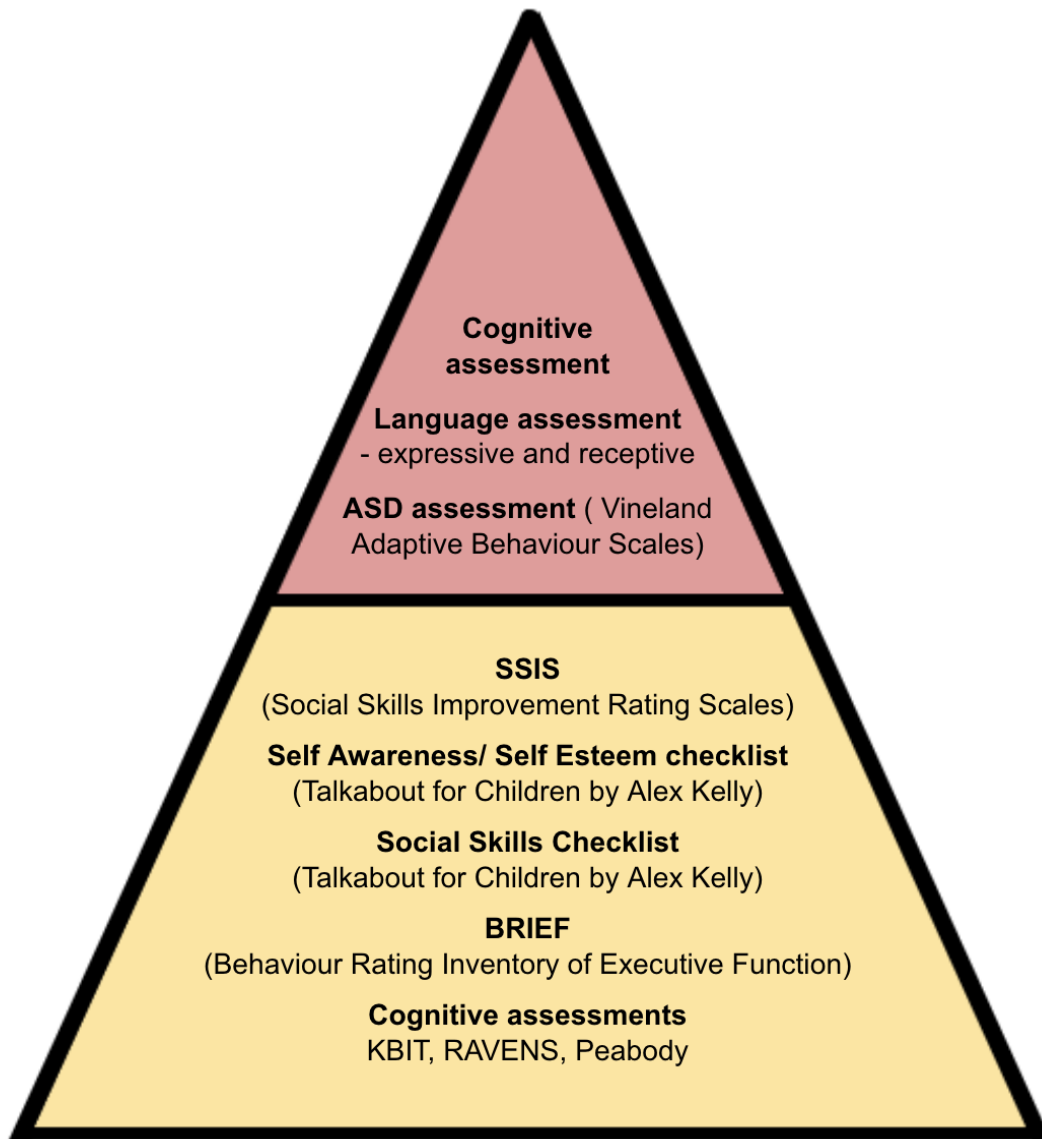 Cognitive
assessment
Language assessment
- expressive and receptive
ASD assessment ( Vineland
Adaptive Behaviour Scales)
SSIS
(Social Skills Improvement Rating Scales)
Self Awareness/ Self Esteem checklist
(Talkabout for Children by Alex Kelly)
Social Skills Checklist
(Talkabout for Children by Alex Kelly)
BRIEF
(Behaviour Rating Inventory of Executive Function)
Cognitive assessments
KBIT, RAVENS, Peabody